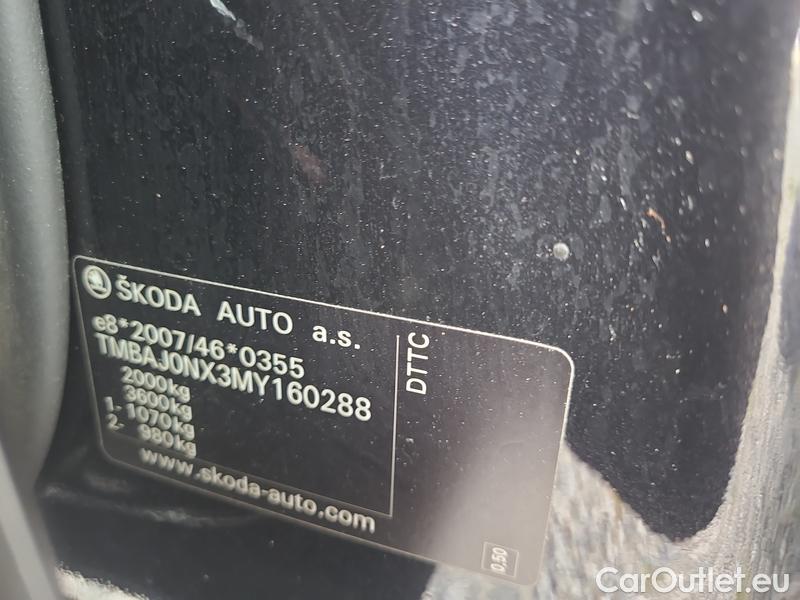 ŠKODA AUTO a.s.
e8*2007/46*0355
TMBAJ0NX3MY160288
2000kg
3600kg
1- 1070kg
2- 980kg
www.skoda-auto.com
DTTC
0.50
CarOutlet.eu